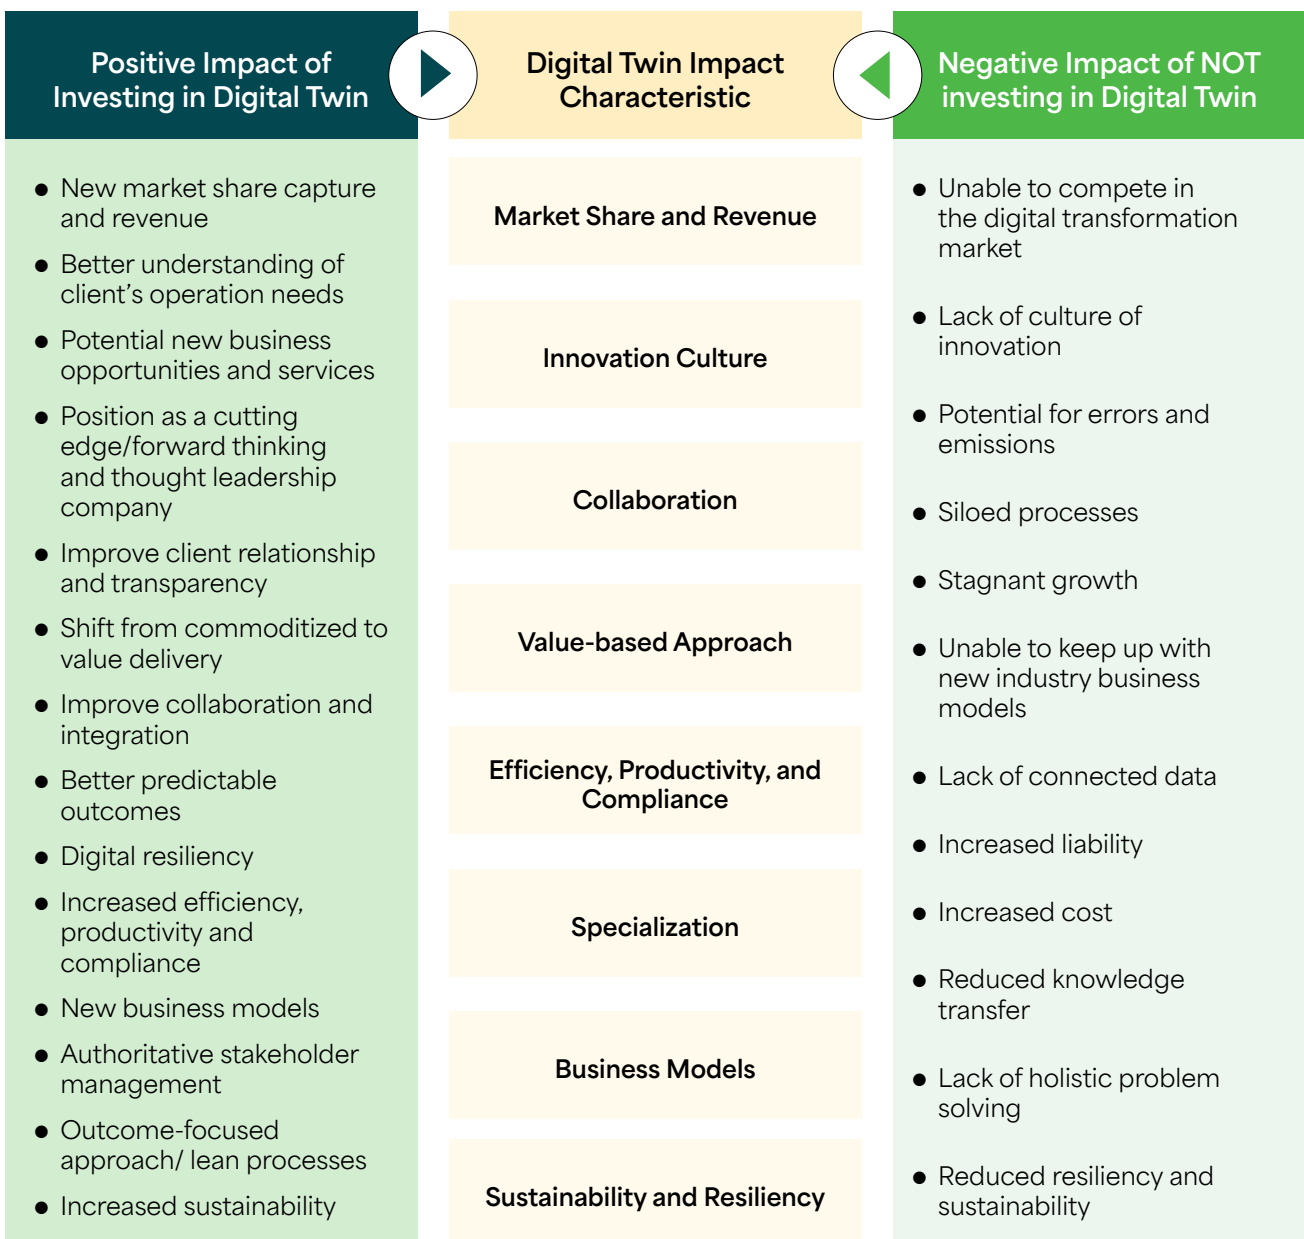 Positive Impact of
Investing in Digital Twin
● New market share capture
and revenue
● Better understanding of
client’s operation needs
● Potential new business
opportunities and services
● Position as a cutting
edge/forward thinking
and thought leadership
company
● Improve client relationship
and transparency
● Shift from commoditized to
value delivery
● Improve collaboration and
integration
● Better predictable
outcomes
● Digital resiliency
● Increased efficiency,
productivity and
compliance
● New business models
● Authoritative stakeholder
management
● Outcome-focused
approach/ lean processes
● Increased sustainability
Digital Twin Impact
Characteristic
Market Share and Revenue
Innovation Culture
Collaboration
Value-based Approach
Efficiency, Productivity, and
Compliance
Specialization
Business Models
Sustainability and Resiliency
Negative Impact of NOT
investing in Digital Twin
● Unable to compete in
the digital transformation
market
● Lack of culture of
innovation
● Potential for errors and
emissions
● Siloed processes
● Stagnant growth
● Unable to keep up with
new industry business
models
● Lack of connected data
● Increased liability
● Increased cost
● Reduced knowledge
transfer
● Lack of holistic problem
solving
● Reduced resiliency and
sustainability